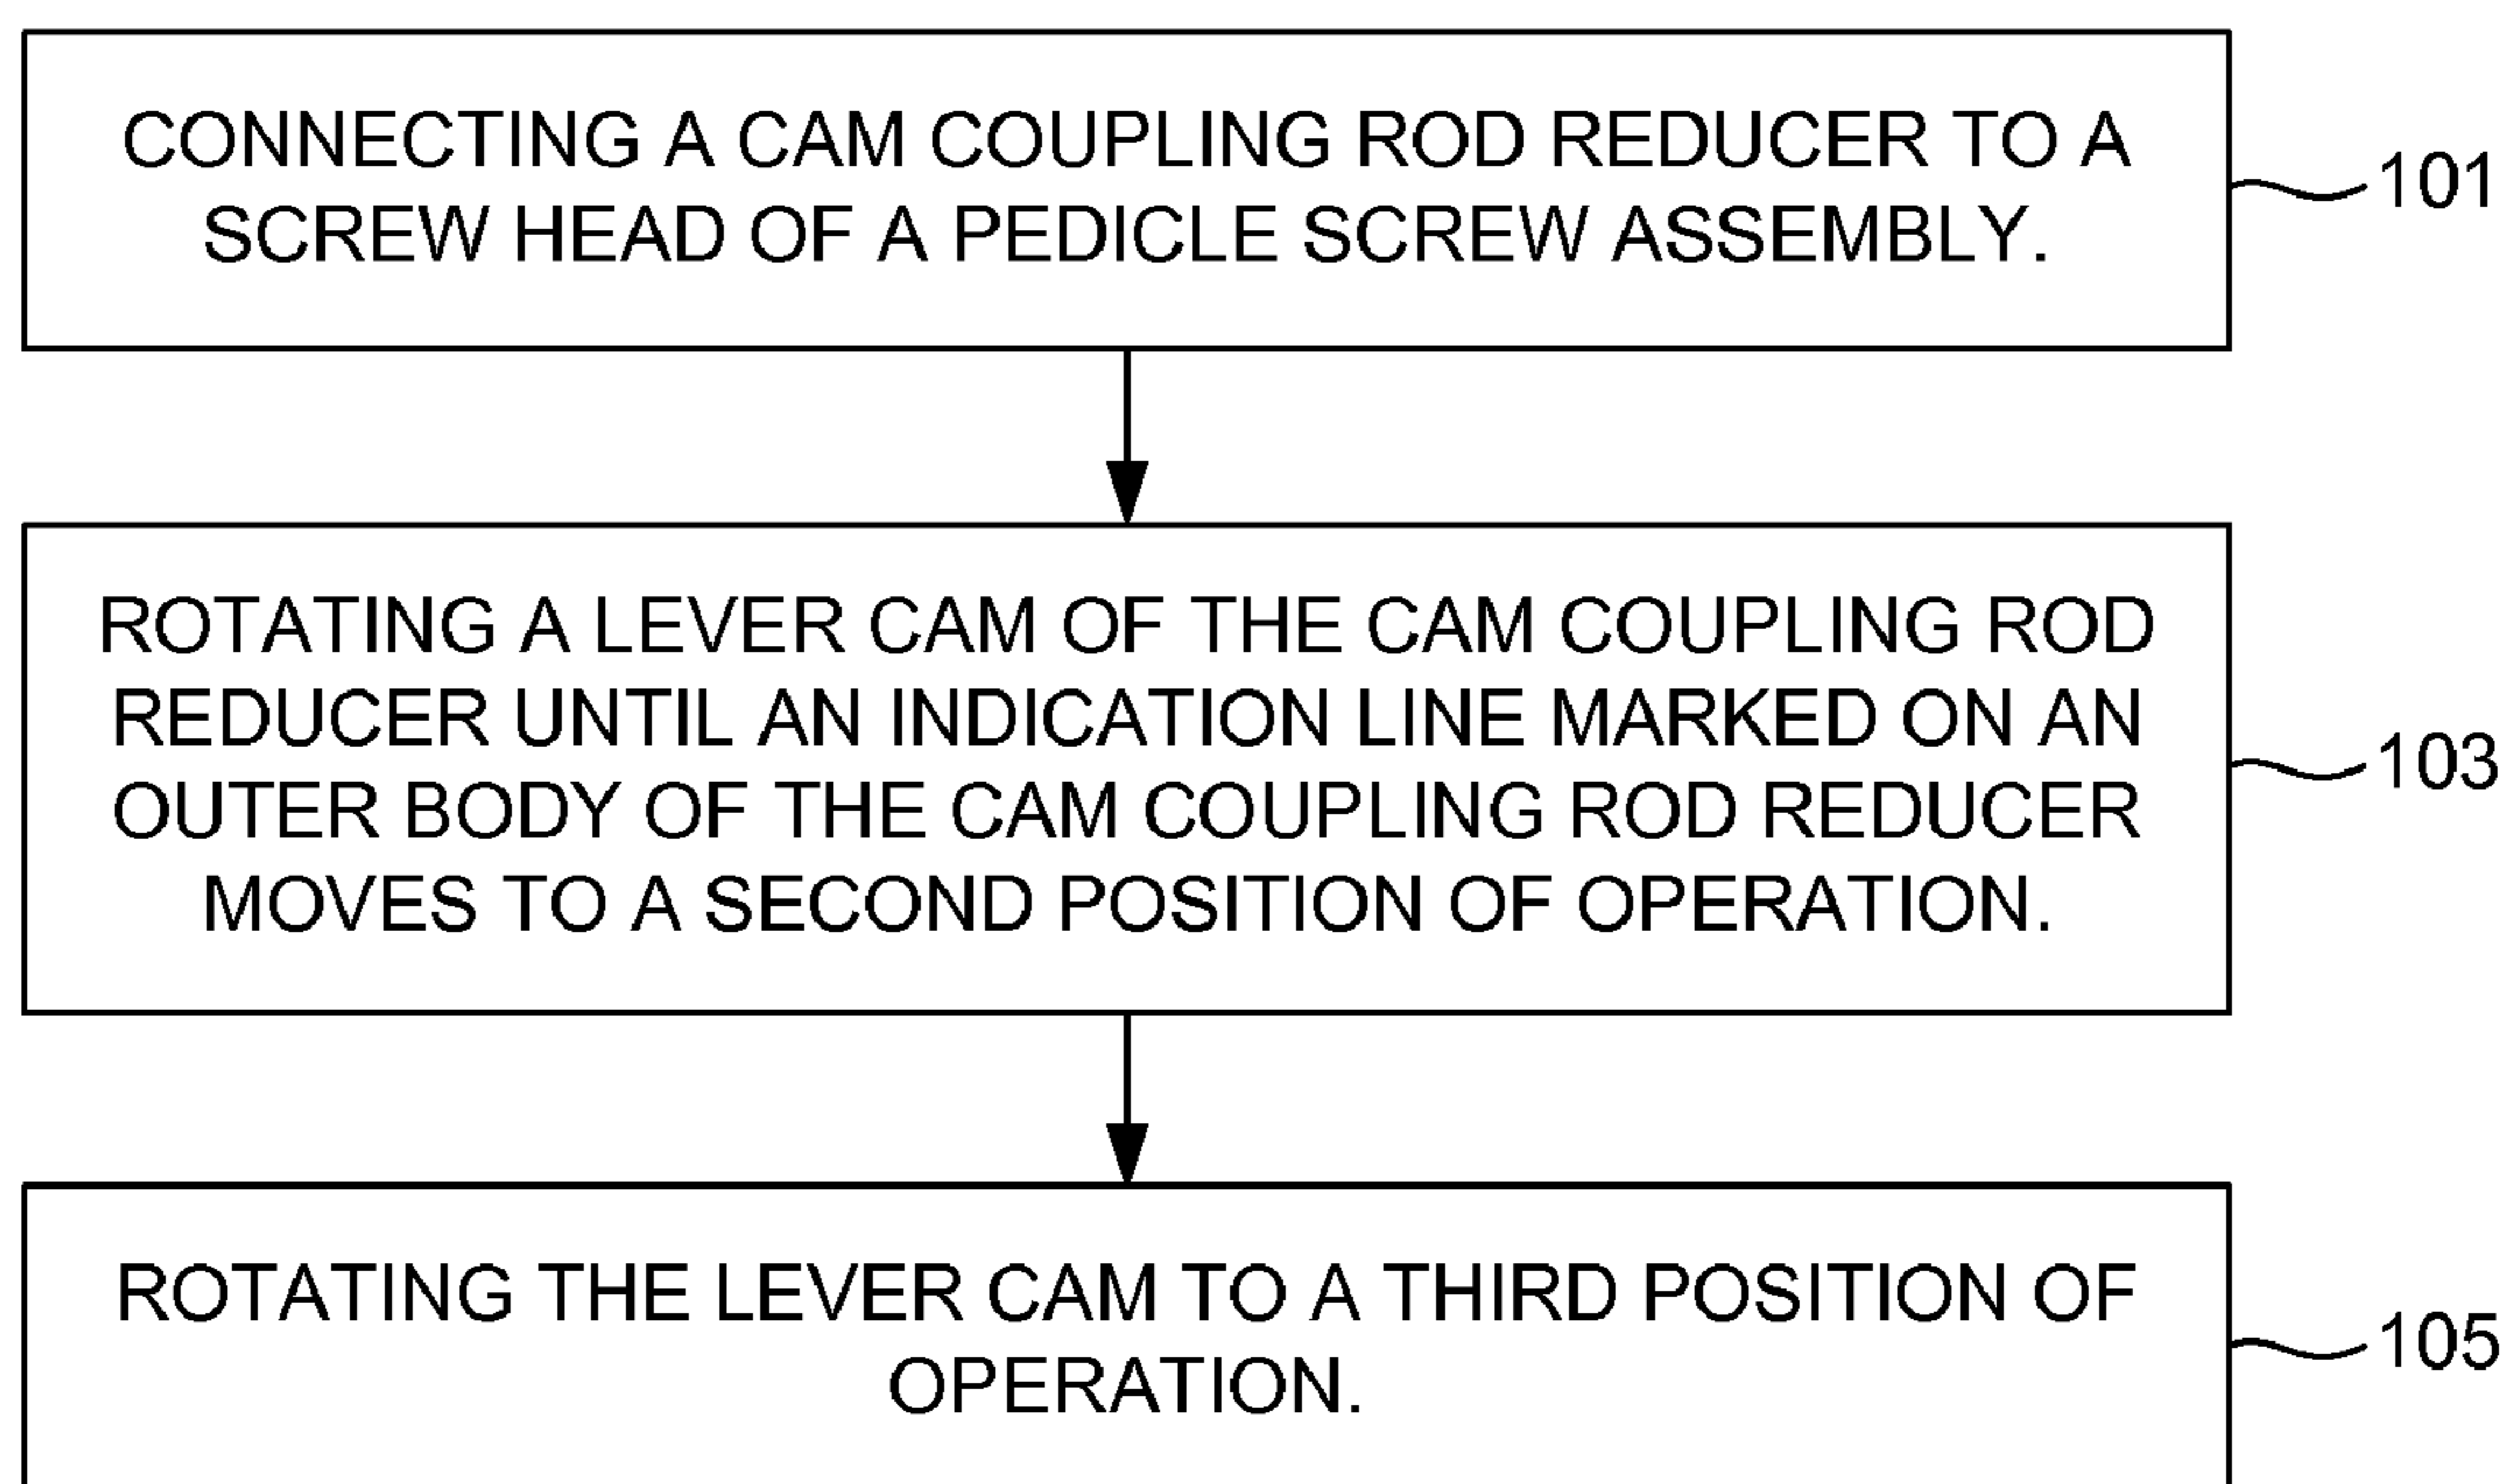 CONNECTING A CAM COUPLING ROD REDUCER TO A
SCREW HEAD OF A PEDICLE SCREW ASSEMBLY.
101
ROTATING A LEVER CAM OF THE CAM COUPLING ROD
REDUCER UNTIL AN INDICATION LINE MARKED ON AN
OUTER BODY OF THE CAM COUPLING ROD REDUCER
MOVES TO A SECOND POSITION OF OPERATION.
103
ROTATING THE LEVER CAM TO A THIRD POSITION OF
OPERATION.
105